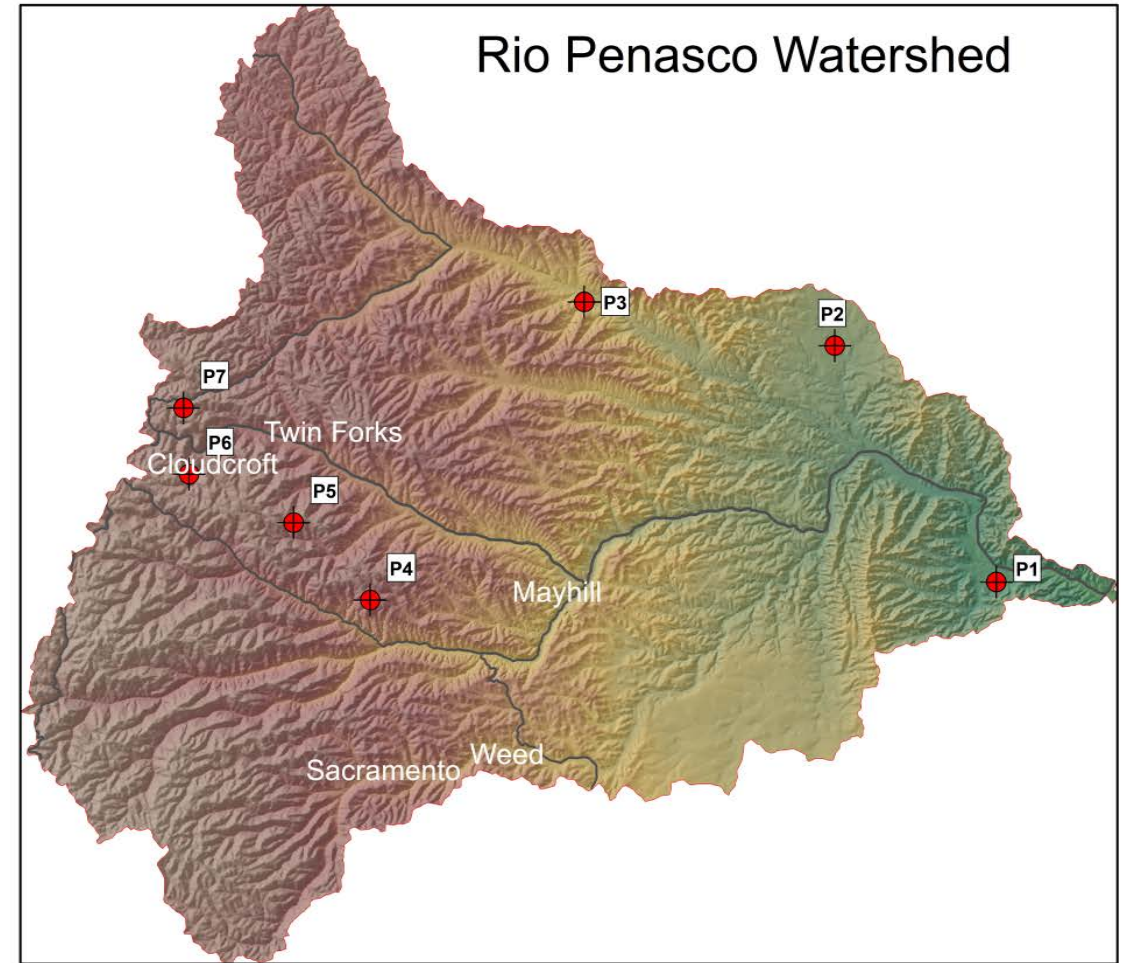 Rio Penasco Watershed
P3
P2
P7
Twin Forks
P6
Cloudcroft
P5
P4
P1
Mayhill
Weed
Sacramento